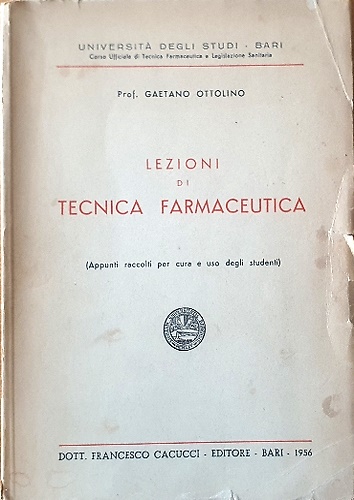 UNIVERSITÀ DEGLI STUDI - BARI
Corso Ufficiale di Tecnica Farmaceutica e Legislazione Sanitaria
Prof. GAETANO OTTOLINO
LEZIONI
DI
TECNICA FARMACEUTICA
(Appunti raccolti per cura e uso degli studenti)
DOTT. FRANCESCO CACUCCI - EDITORE - BARI - 1956